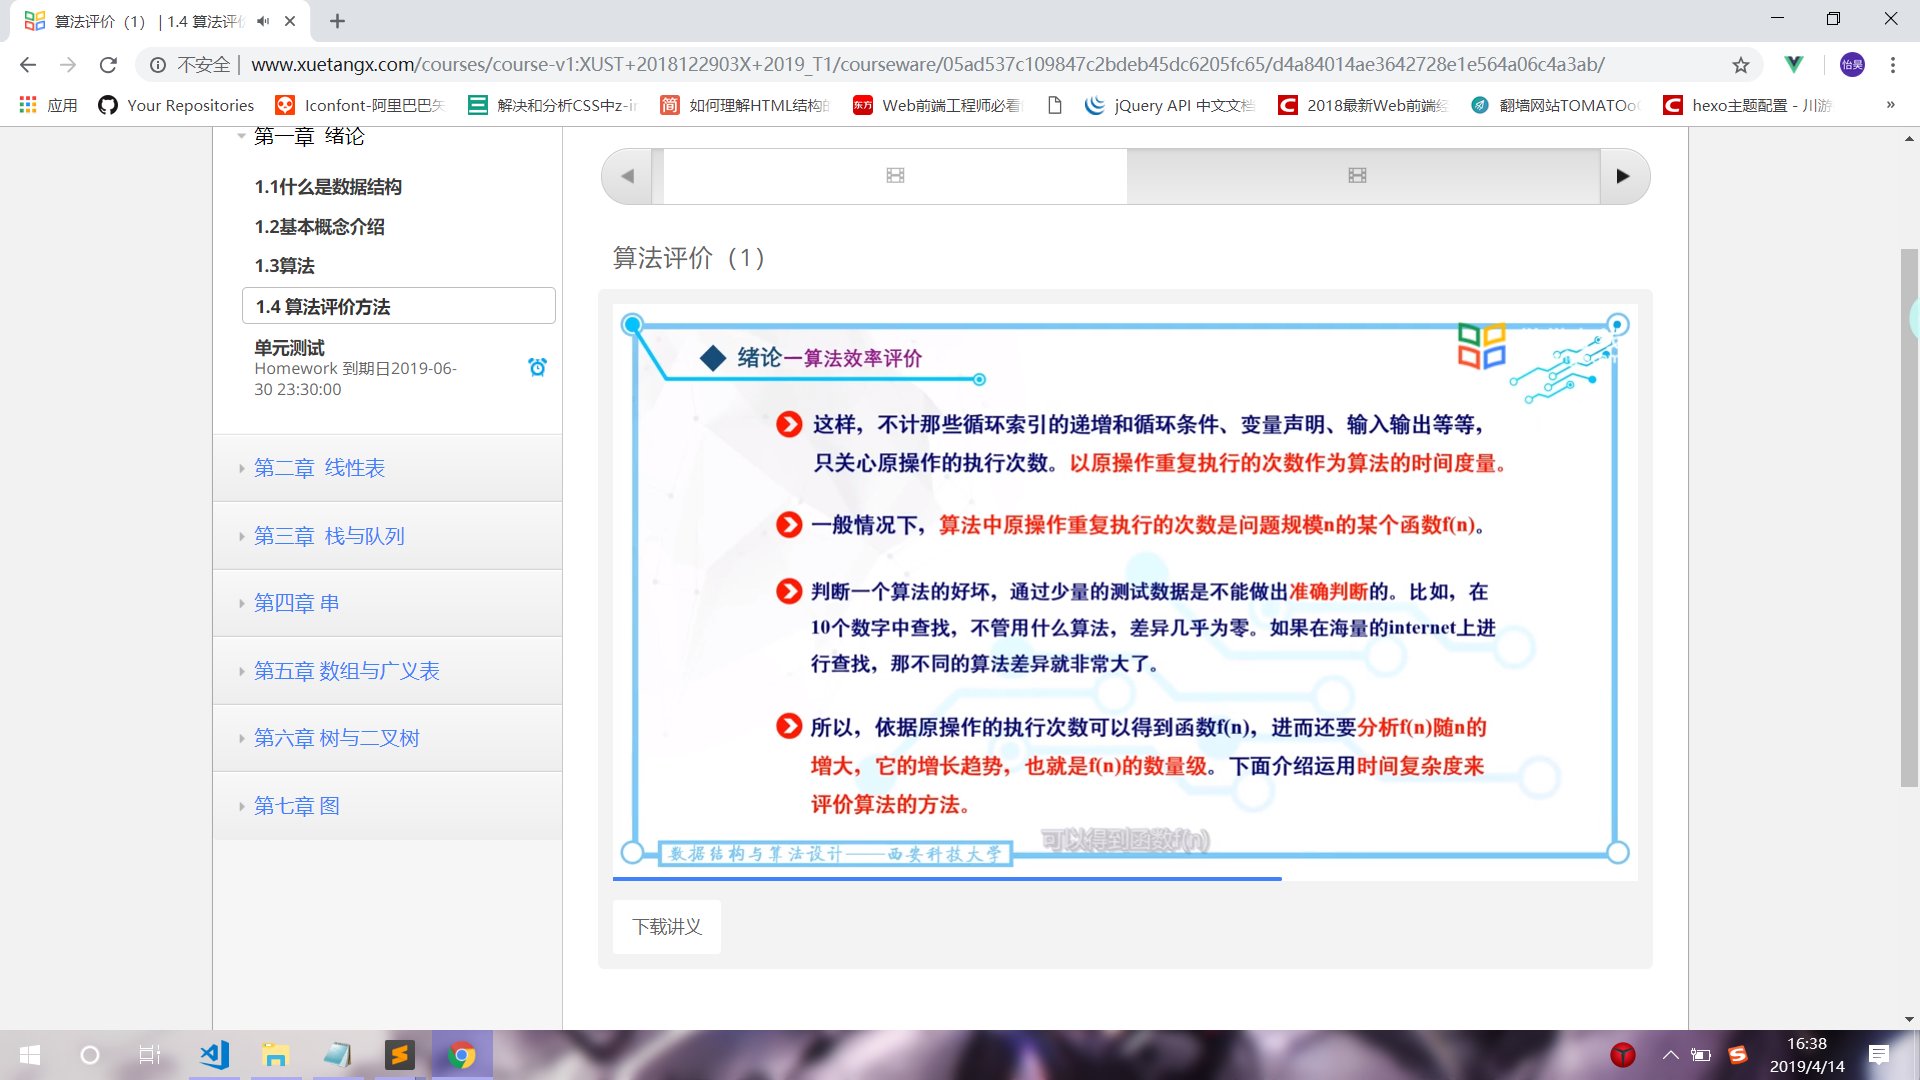 算法评价（1） | 1.4 算法评价
不安全 | www.xuetangx.com/courses/course-v1:XUST+2018122903X+2019_T1/courseware/05ad537c109847c2bdeb45dc6205fc65/d4a84014ae3642728e1e564a06c4a3ab/
怡昊
应用 Your Repositories Iconfont-阿里巴巴矢 解决和分析CSS中z-in 简 如何理解HTML结构的 东方 Web前端工程师必看 jQuery API 中文文档 2018最新Web前端经 翻墙网站TOMATOo hexo主题配置 - 川游 »
第一章 绪论
1.1什么是数据结构
1.2基本概念介绍
1.3算法
1.4 算法评价方法
单元测试
Homework 到期日2019-06-
30 23:30:00
第二章 线性表
第三章 栈与队列
第四章 串
第五章 数组与广义表
第六章 树与二叉树
第七章 图
算法评价（1）
绪论—算法效率评价
这样，不计那些循环索引的递增和循环条件、变量声明、输入输出等等，
只关心原操作的执行次数。以原操作重复执行的次数作为算法的时间度量。
一般情况下，算法中原操作重复执行的次数是问题规模n的某个函数f(n)。
判断一个算法的好坏，通过少量的测试数据是不能做出准确判断的。比如，在
10个数字中查找，不管用什么算法，差异几乎为零。如果在海量的internet上进
行查找，那不同的算法差异就非常大了。
所以，依据原操作的执行次数可以得到函数f(n)，进而还要分析f(n)随n的
增大，它的增长趋势，也就是f(n)的数量级。下面介绍运用时间复杂度来
评价算法的方法。
可以得到函数f(n)
数据结构与算法设计——西安科技大学
下载讲义
16:38
2019/4/14